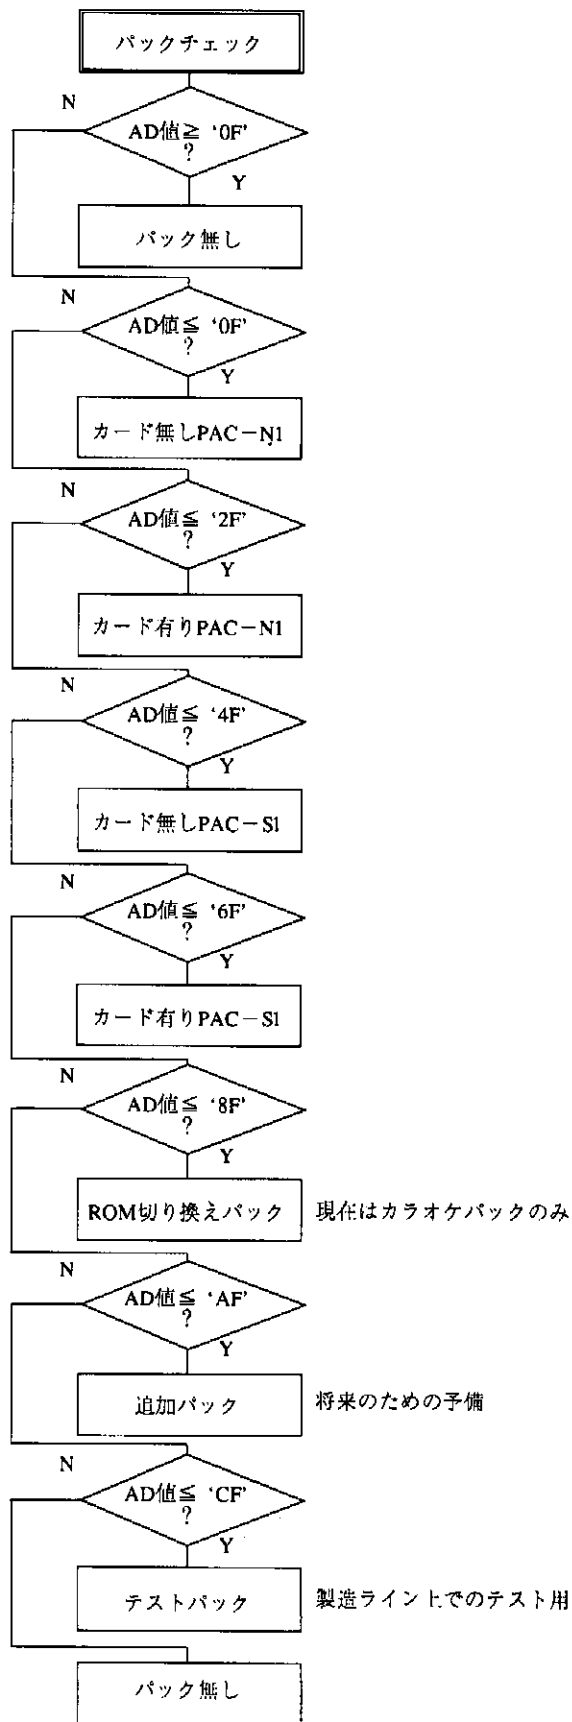 パックチェック
N
AD値≧ ‘0F’
?
Y
パック無し
N
AD値≦ ‘0F’
?
Y
カード無しPAC－N1
N
AD値≦ ‘2F’
?
Y
カード有りPAC－N1
N
AD値≦ ‘4F’
?
Y
カード無しPAC－S1
N
AD値≦ ‘6F’
?
Y
カード有りPAC－S1
N
AD値≦ ‘8F’
?
Y
ROM切り換えパック 現在はカラオケパックのみ
N
AD値≦ ‘AF’
?
Y
追加パック 将来のための予備
N
AD値≦ ‘CF’
?
Y
テストパック 製造ライン上でのテスト用
パック無し